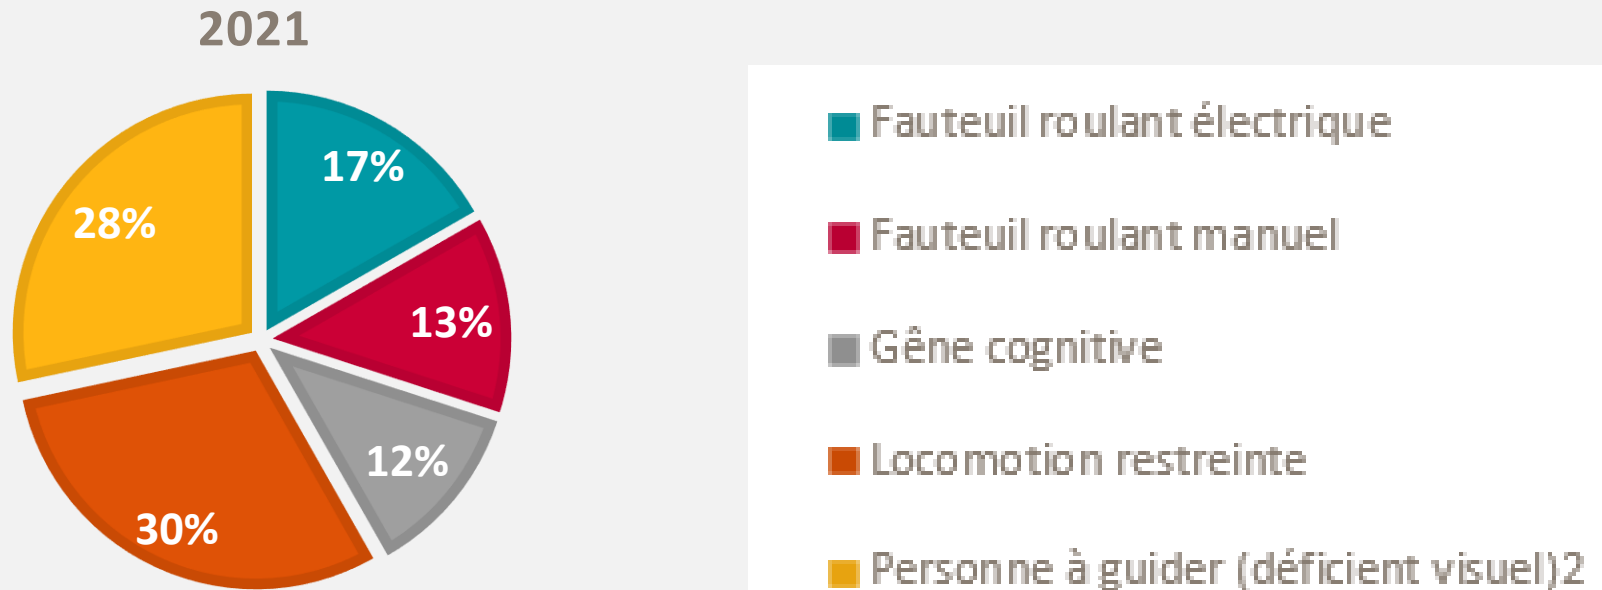 2021
17%
28%
13%
12%
30%
Fauteuil roulant électrique
Fauteuil roulant manuel
Gêne cognitive
Locomotion restreinte
Personne à guider (déficient visuel)2